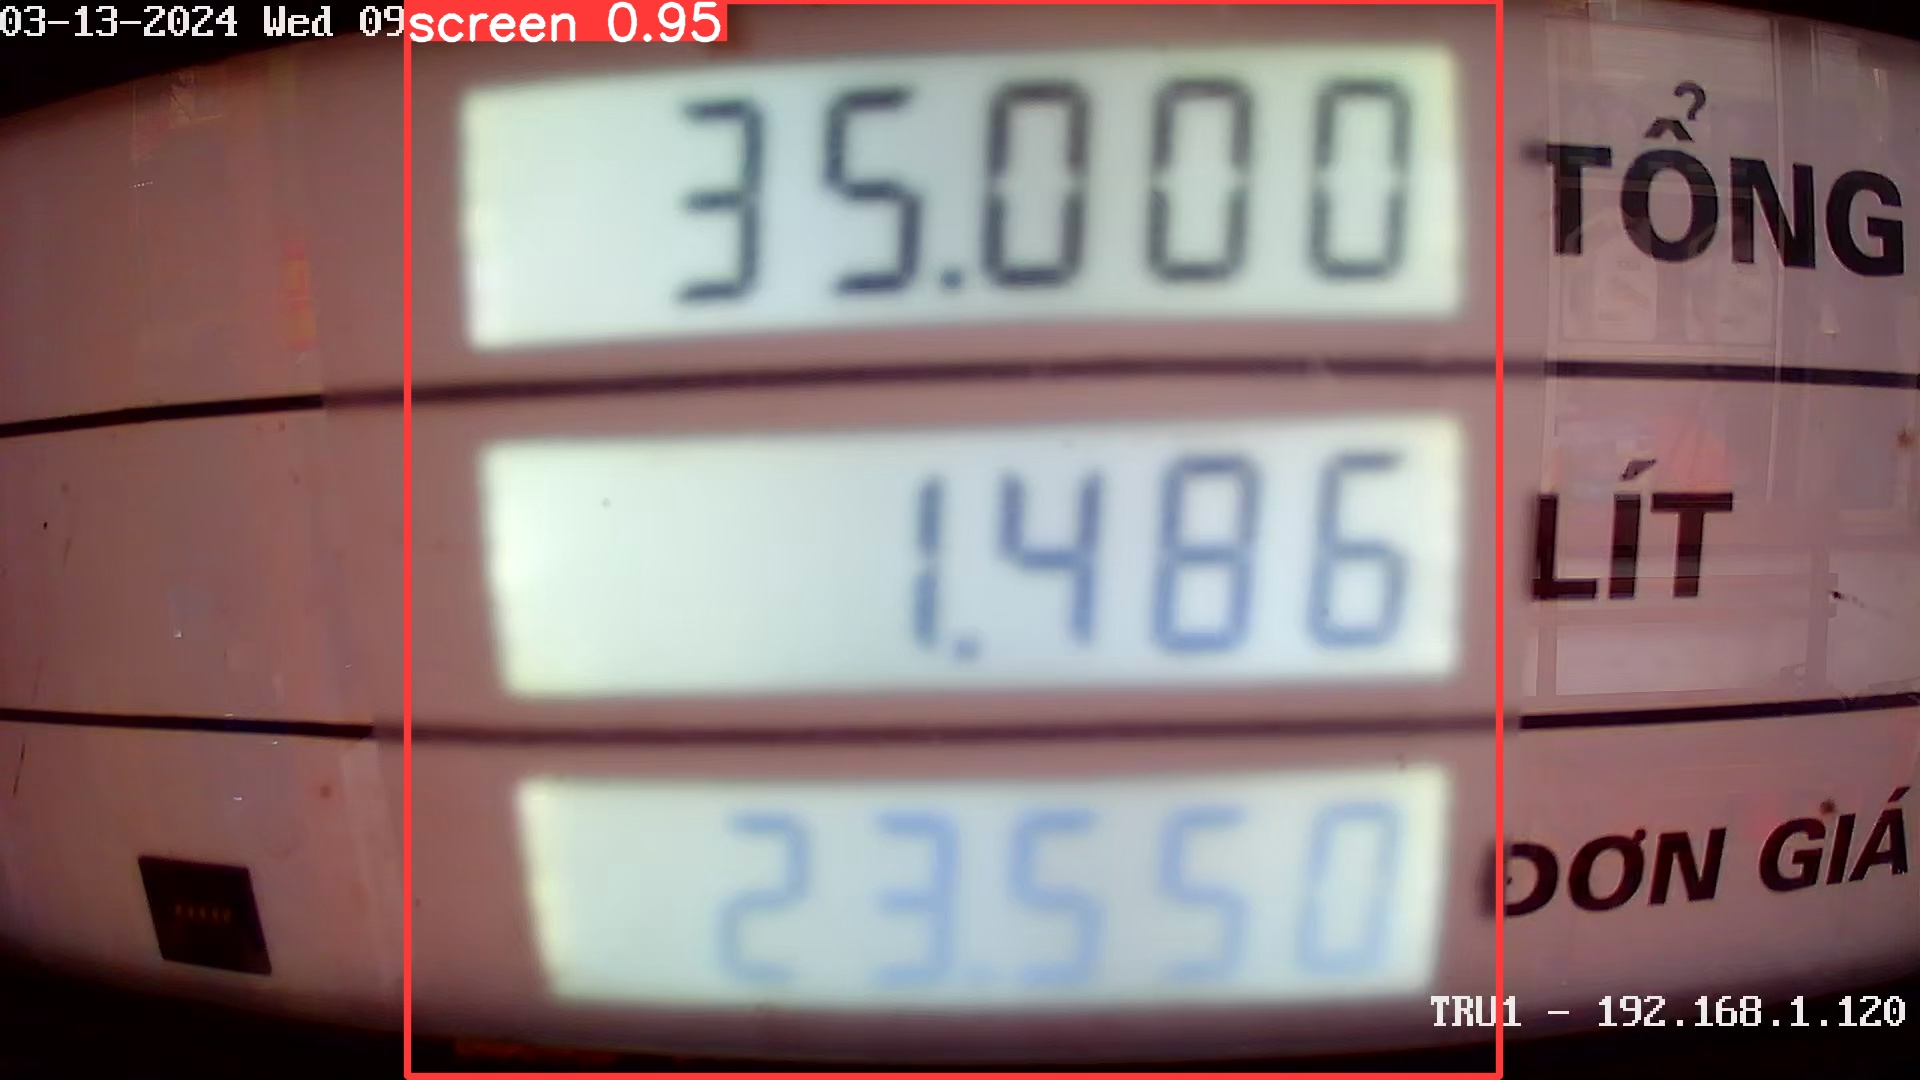 03-13-2024 Wed 09
screen 0.95
35.000
TỔNG
1.486
LÍT
23.550
ĐƠN GIÁ
TRU1 - 192.168.1.120